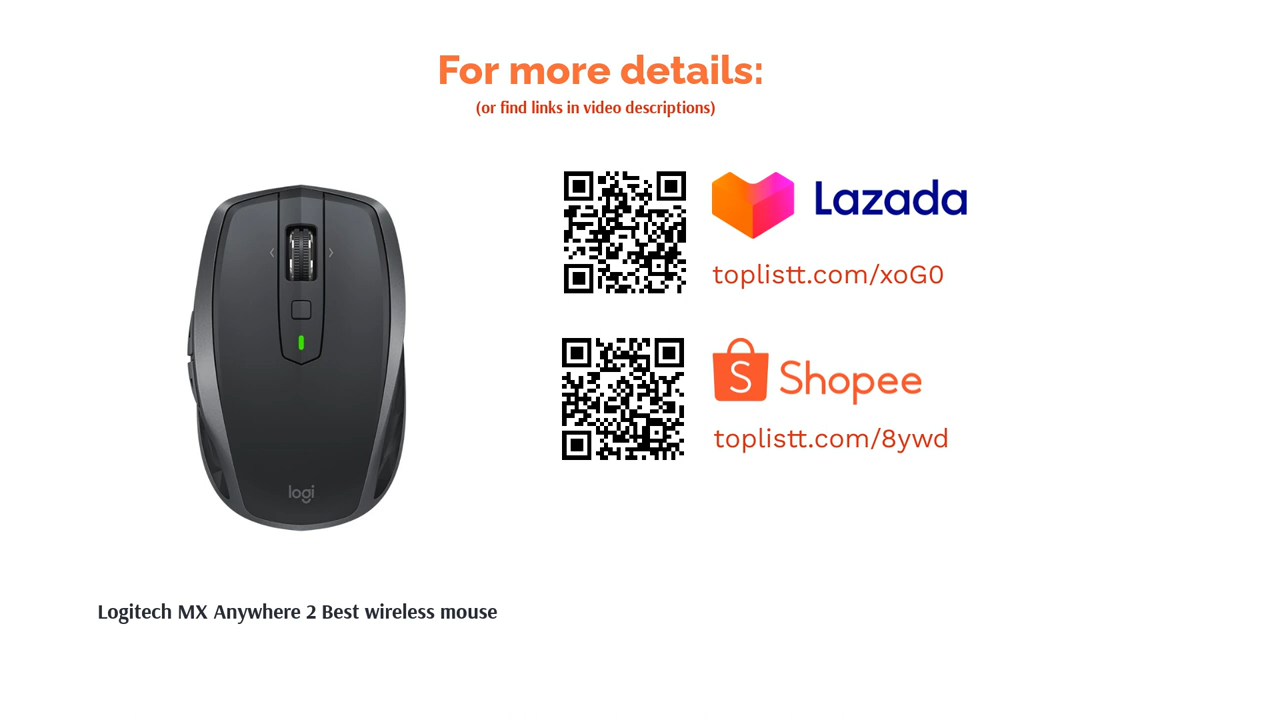 For more details:
(or find links in video descriptions)
Lazada
toplistt.com/xoG0
S Shopee
toplistt.com/8ywd
logi
Logitech MX Anywhere 2 Best wireless mouse